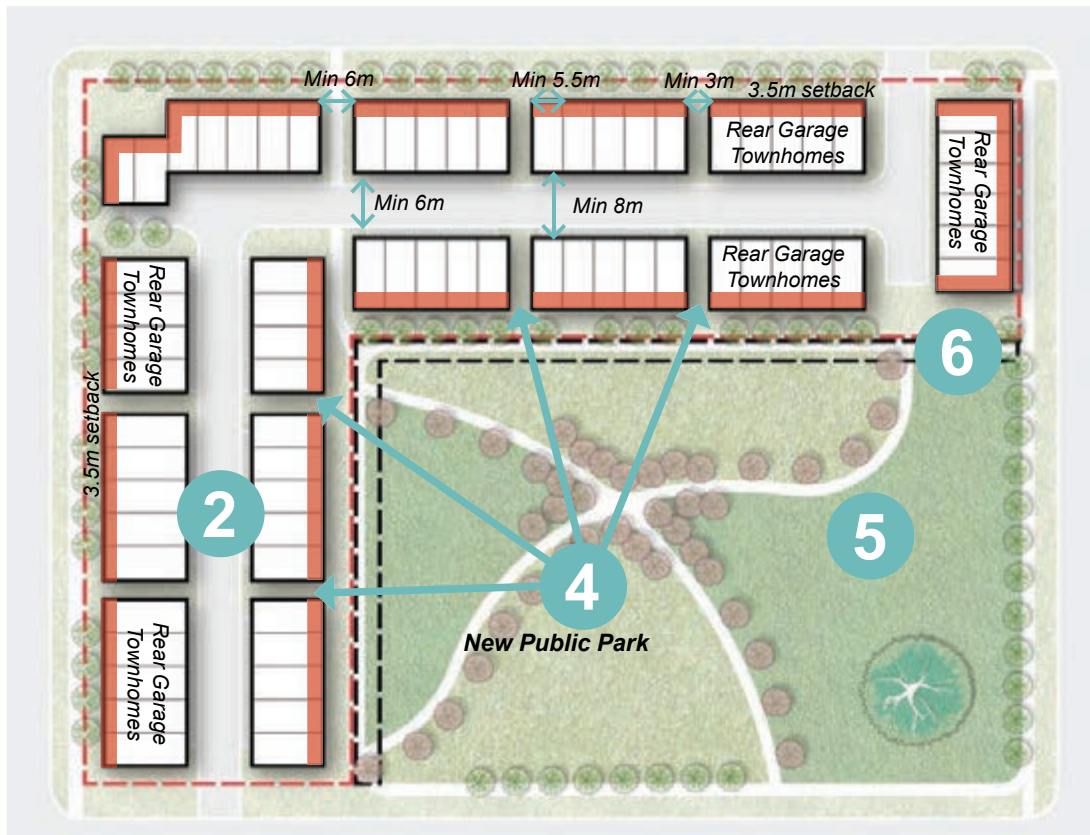 Min 6m
Min 5.5m
Min 3m
3.5m setback
Rear Garage
Townhomes
Rear Garage
Townhomes
Min 6m
Min 8m
Rear Garage
Townhomes
Rear Garage
Townhomes
6
3.5m setback
2
5
4
New Public Park
Rear Garage
Townhomes